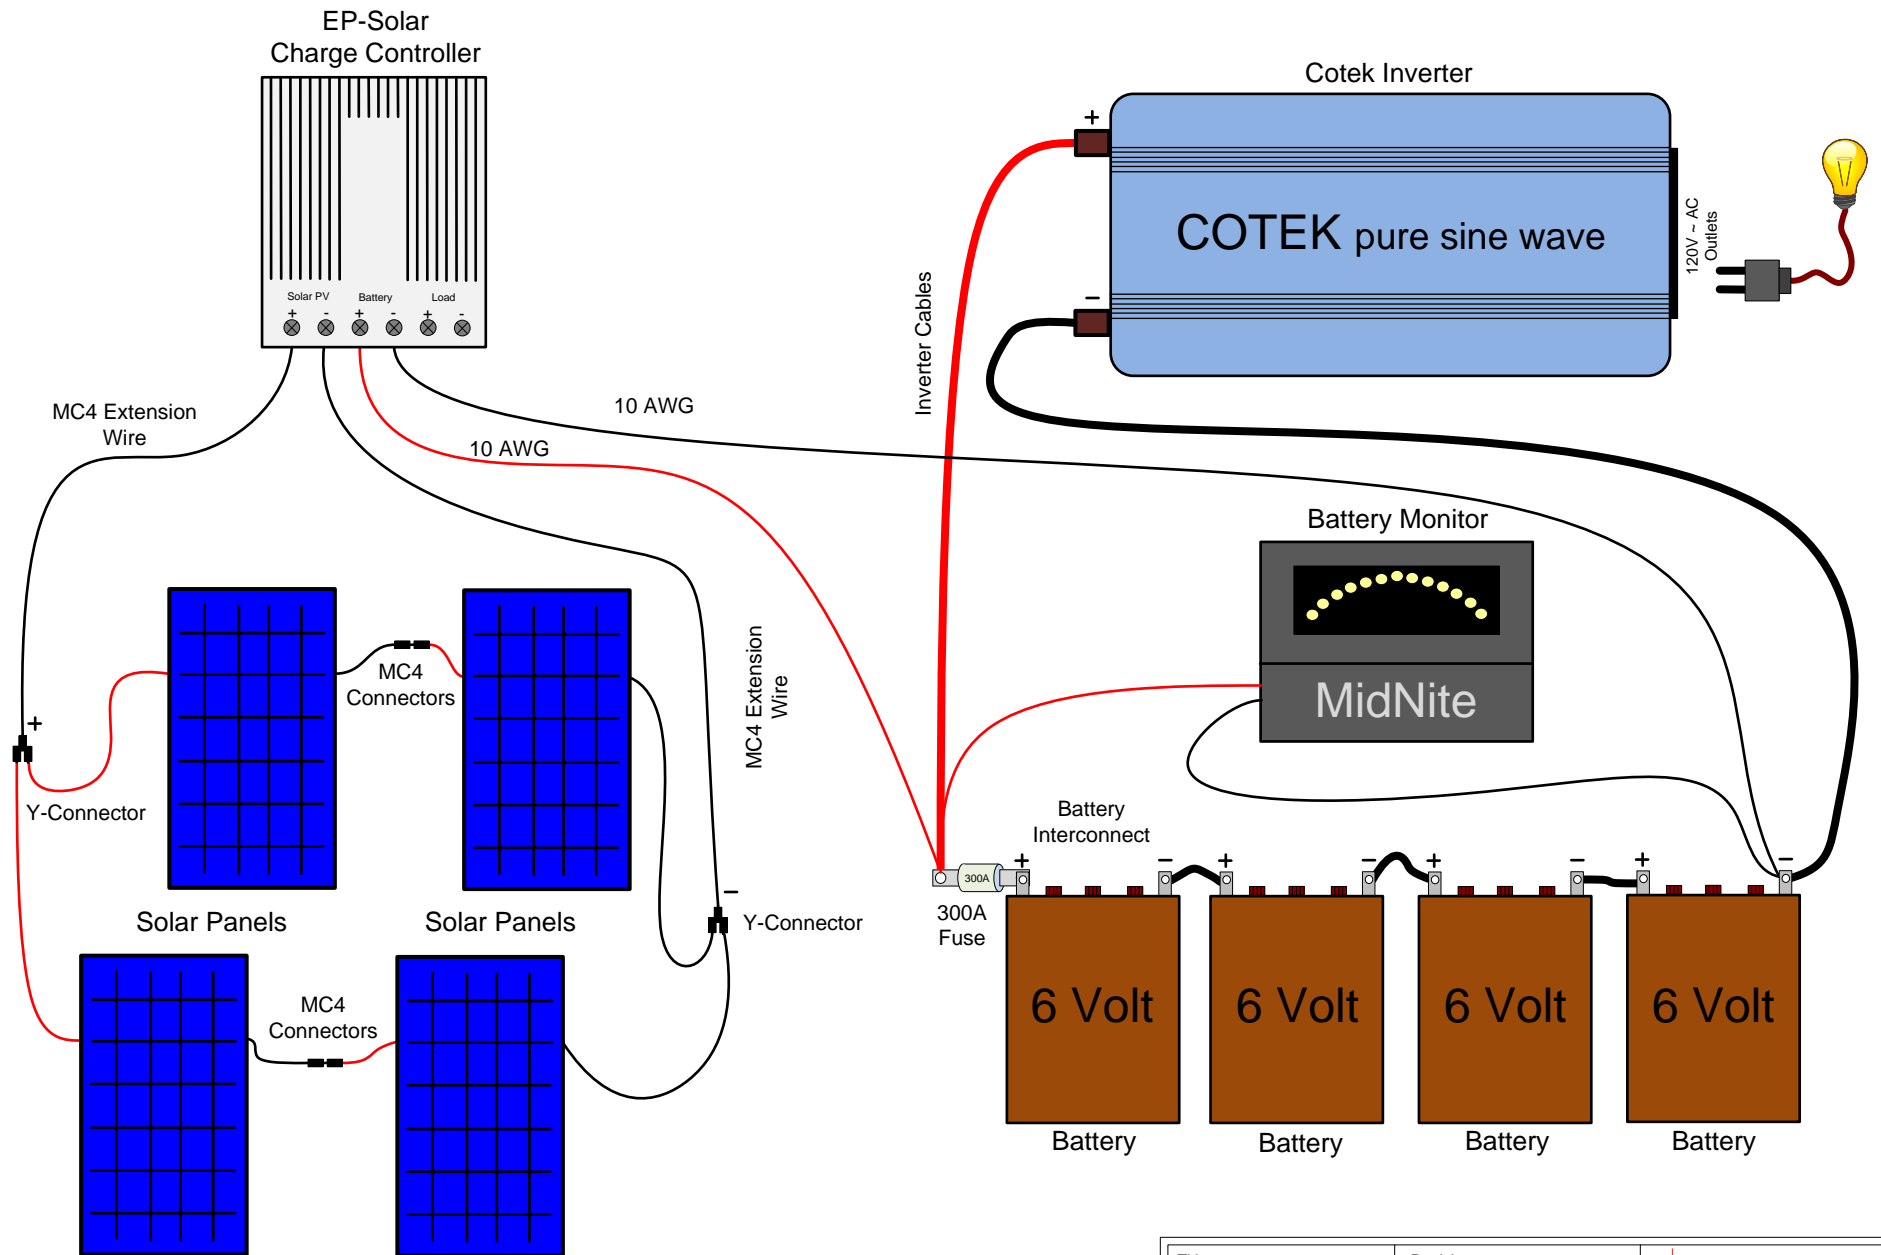 EP-Solar
Charge Controller
Cotek Inverter
+
COTEK pure sine wave
-
120V ~ AC
Outlets
Solar PV
Battery
Load
+ - + - + -
Inverter Cables
MC4 Extension
Wire
10 AWG
10 AWG
Battery Monitor
MidNite
MC4
Connectors
MC4 Extension
Wire
+
Y-Connector
Battery
Interconnect
+ - + - + - + -
300A
300A
Fuse
Solar Panels
Solar Panels
-
Y-Connector
MC4
Connectors
6 Volt
6 Volt
6 Volt
6 Volt
Battery
Battery
Battery
Battery